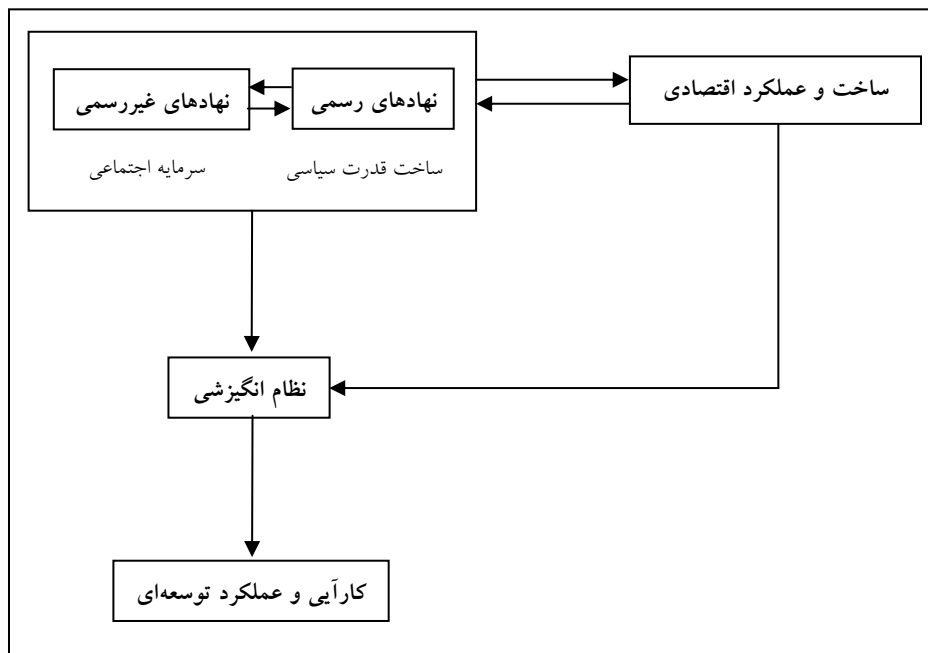 ساخت و عملکرد اقتصادی
نهادهای رسمی
نهادهای غیررسمی
ساخت قدرت سیاسی
سرمایه اجتماعی
نظام انگیزشی
کارآیی و عملکرد توسعه‌ای